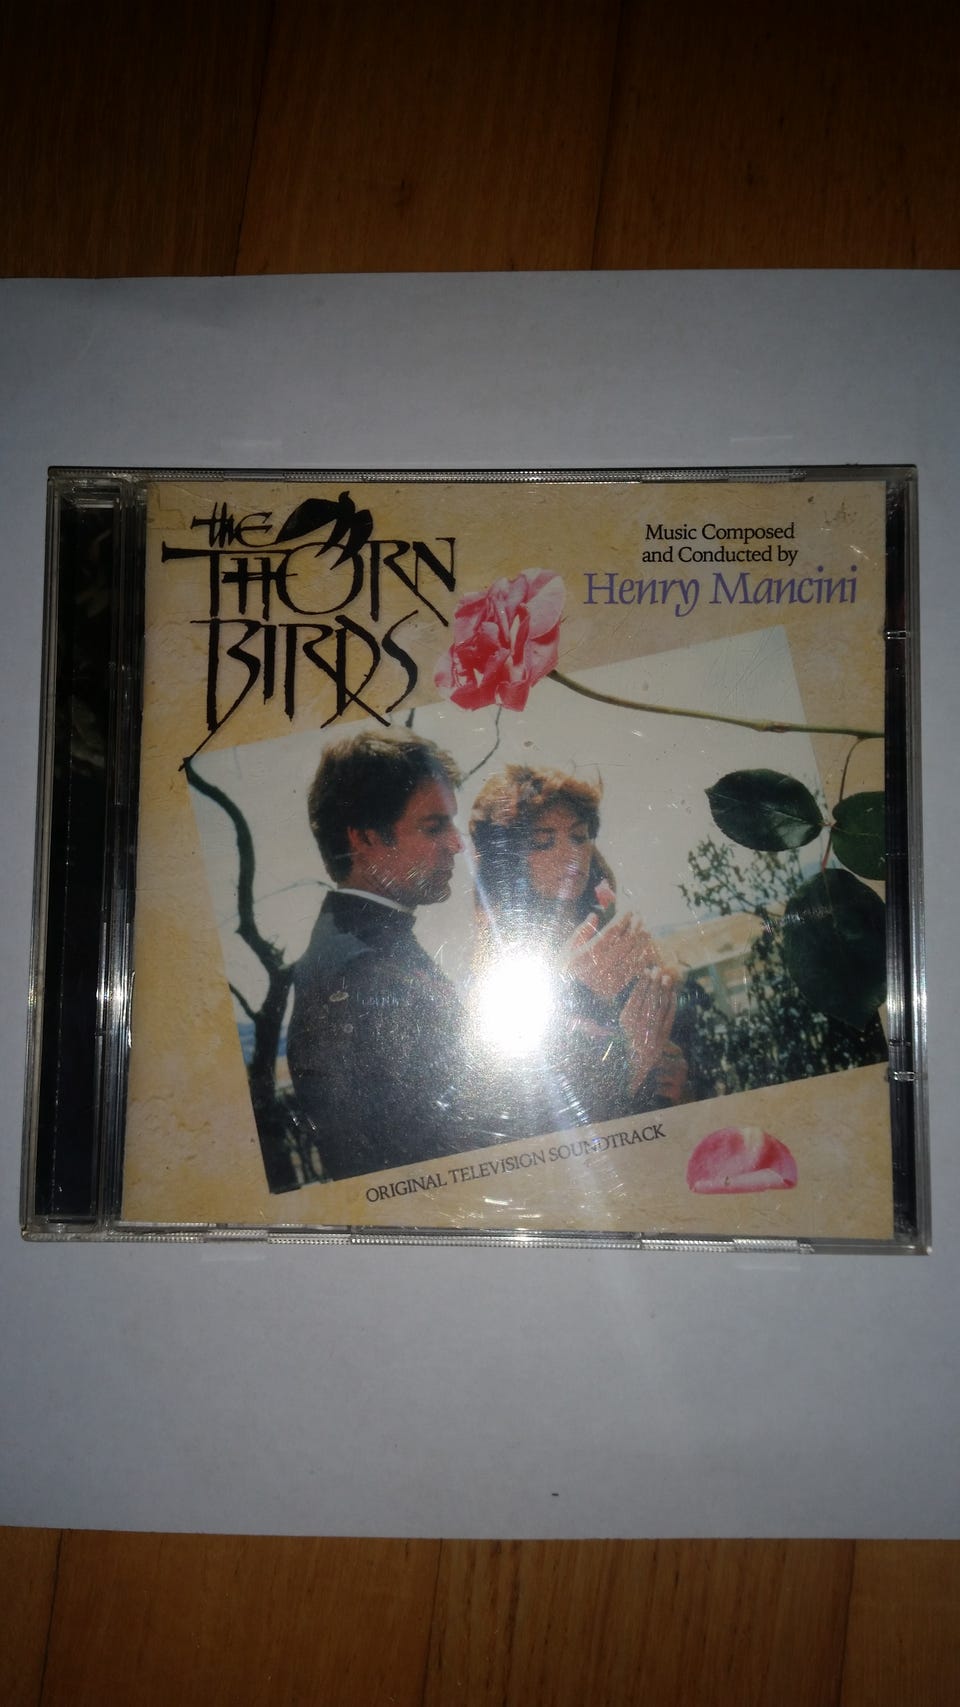 the
THORN
BIRDS
Music Composed
and Conducted by
Henry Mancini
ORIGINAL TELEVISION SOUNDTRACK